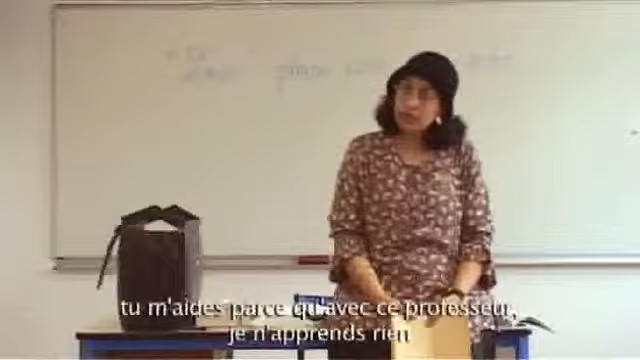 tu m'aides parce qu'avec ce professeur,
je n'apprends rien